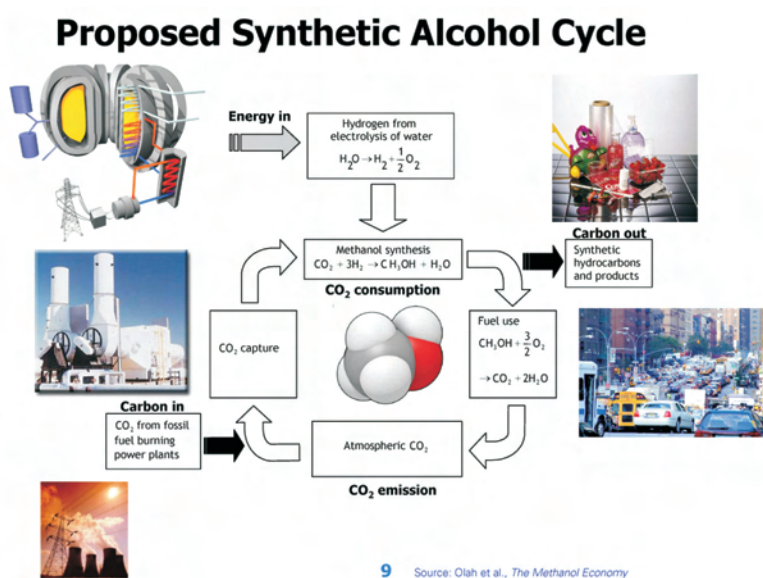 Proposed Synthetic Alcohol Cycle
Energy in
Hydrogen from
electrolysis of water
H₂O → H₂ + 1/2 O₂
Methanol synthesis
CO₂ + 3H₂ → CH₃OH + H₂O
CO₂ consumption
Carbon out
Synthetic
hydrocarbons
and products
Fuel use
CH₃OH + 3/2 O₂
→ CO₂ + 2H₂O
CO₂ capture
Carbon in
CO₂ from fossil
fuel burning
power plants
Atmospheric CO₂
CO₂ emission
9 Source: Olah et al., The Methanol Economy